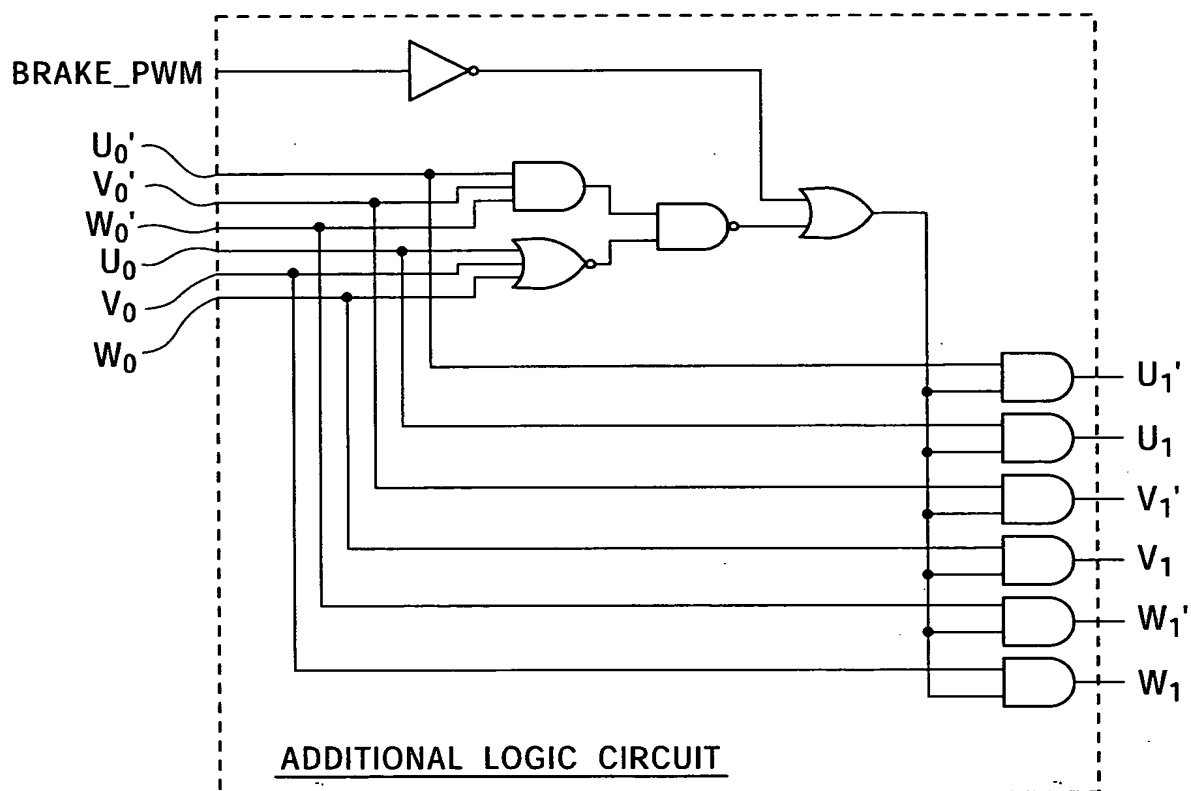 BRAKE_PWM
U0'
V0'
W0'
U0
V0
W0
U1'
U1
V1'
V1
W1'
W1
ADDITIONAL LOGIC CIRCUIT